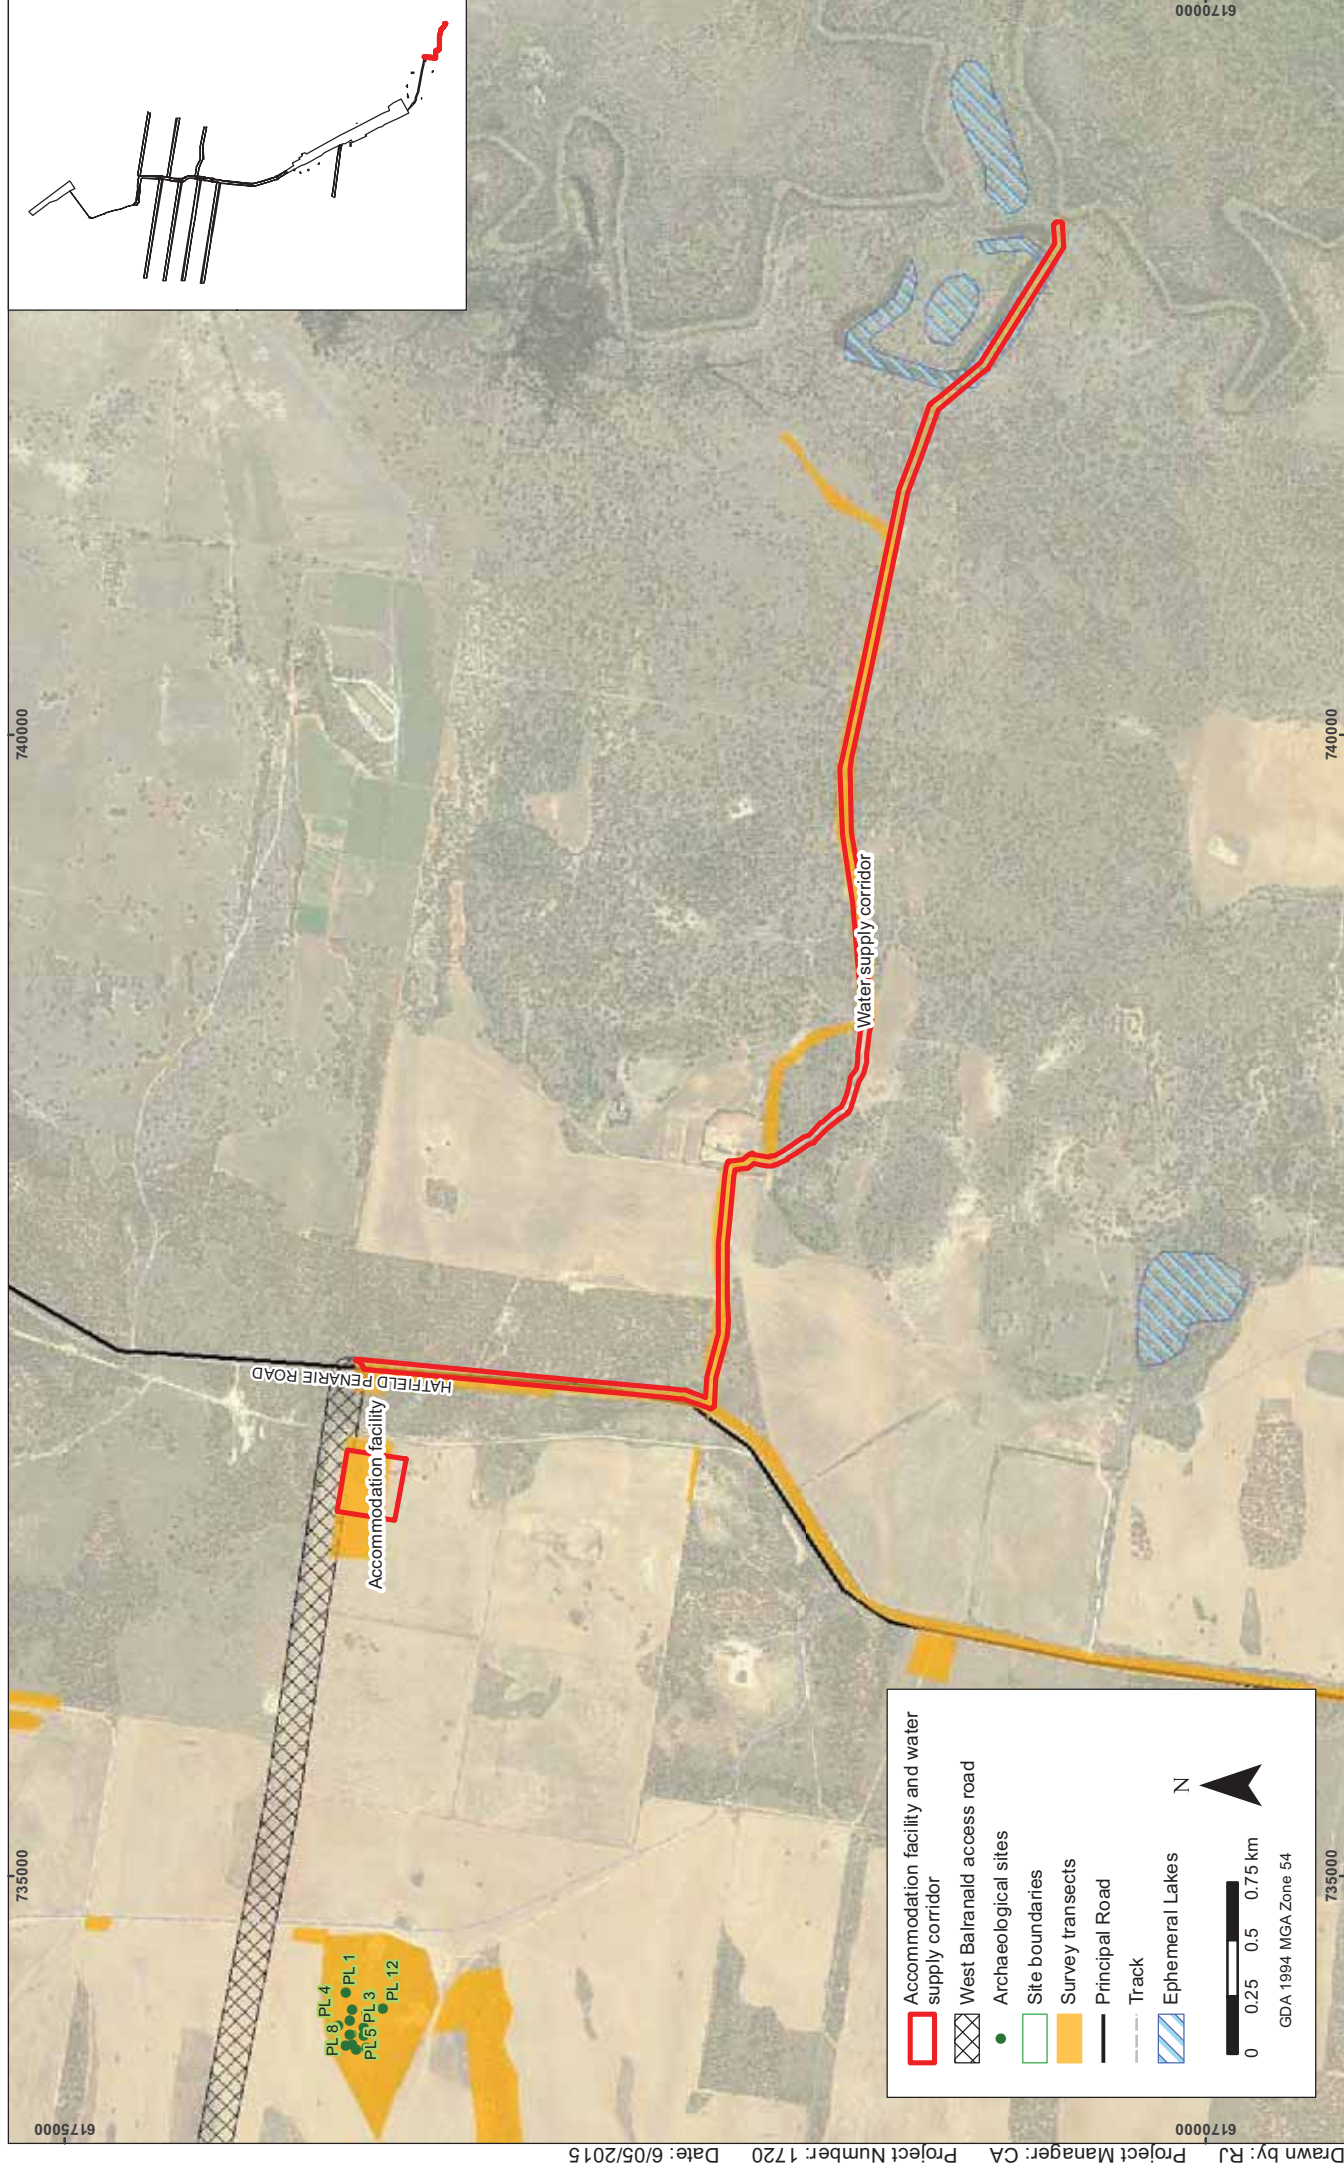 740000
735000
6175000
6170000
HATFIELD PENARIE ROAD
Accommodation facility
Water supply corridor
PL 8
PL 4
PL 1
PL 5
PL 3
PL 12
Accommodation facility and water
supply corridor
West Balranald access road
Archaeological sites
Site boundaries
Survey transects
Principal Road
Track
Ephemeral Lakes
N
0 0.25 0.5 0.75 km
GDA 1994 MGA Zone 54
735000
740000
6170000
Drawn by: RJ Project Manager: CA Project Number: 1720 Date: 6/05/2015